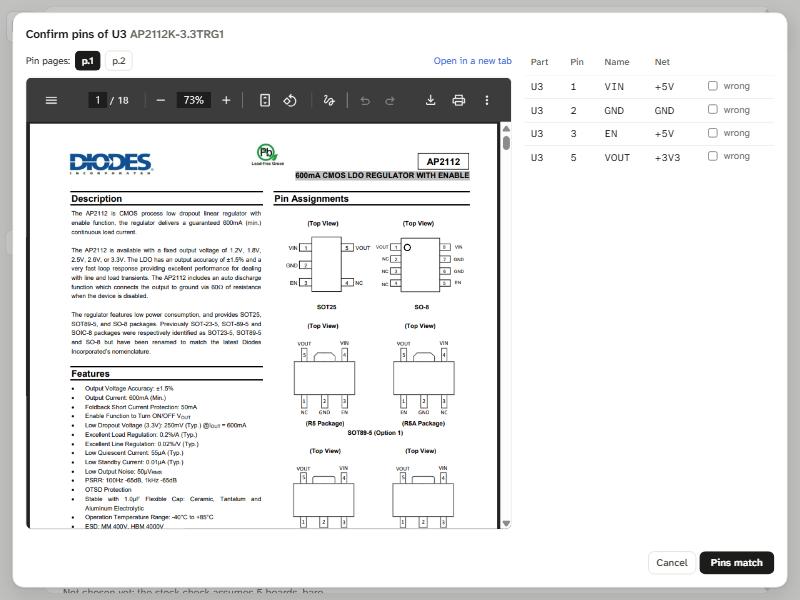 Confirm pins of U3 AP2112K-3.3TRG1
Pin pages: p.1 p.2 Open in a new tab
1 / 18 73%
DIODES
INCORPORATED
Pb
Lead-free Green
AP2112
600mA CMOS LDO REGULATOR WITH ENABLE
Description
The AP2112 is CMOS process low dropout linear regulator with
enable function, the regulator delivers a guaranteed 600mA (min.)
continuous load current.
The AP2112 is available with a fixed output voltage of 1.2V, 1.8V,
2.5V, 2.6V, or 3.3V. The LDO has an output accuracy of ±1.5% and a
very fast loop response providing excellent performance for dealing
with line and load transients. The AP2112 includes an auto discharge
function which connects the output to ground via 60Ω of resistance
when the device is disabled.
The regulator features low power consumption, and provides SOT25,
SOT89-5, and SO-8 packages. Previously SOT-23-5, SOT-89-5 and
SOIC-8 packages were respectively identified as SOT23-5, SOT89-5
and SO-8 but have been renamed to match the latest Diodes
Incorporated's nomenclature.
Features
• Output Voltage Accuracy: ±1.5%
• Output Current: 600mA (Min.)
• Foldback Short Current Protection: 50mA
• Enable Function to Turn ON/OFF VOUT
• Low Dropout Voltage (3.3V): 250mV (Typ.) @IOUT = 600mA
• Excellent Load Regulation: 0.2%/A (Typ.)
• Excellent Line Regulation: 0.02%/V (Typ.)
• Low Quiescent Current: 55μA (Typ.)
• Low Standby Current: 0.01μA (Typ.)
• Low Output Noise: 50μVRMS
• PSRR: 100Hz -65dB, 1kHz -65dB
• OTSD Protection
• Stable with 1.0μF Flexible Cap: Ceramic, Tantalum and
Aluminum Electrolytic
• Operation Temperature Range: -40°C to +85°C
• ESD: MM 400V, HBM 4000V
Pin Assignments
(Top View) (Top View)
VIN 1 5 VOUT VOUT 1 8 VIN
NC 2 7 GND
GND 2
NC 3 6 GND
EN 3 4 NC NC 4 5 EN
SOT25 SO-8
(Top View) (Top View)
VOUT VIN VOUT VIN
5 4 5 4
1 2 3 1 2 3
NC GND EN EN GND NC
(R5 Package) (R5A Package)
SOT89-5 (Option 1)
(Top View) (Top View)
VOUT VIN VOUT VIN
5 4 5 4
1 2 3 1 2 3
Part Pin Name Net
U3 1 VIN +5V wrong
U3 2 GND GND wrong
U3 3 EN +5V wrong
U3 5 VOUT +3V3 wrong
Cancel Pins match